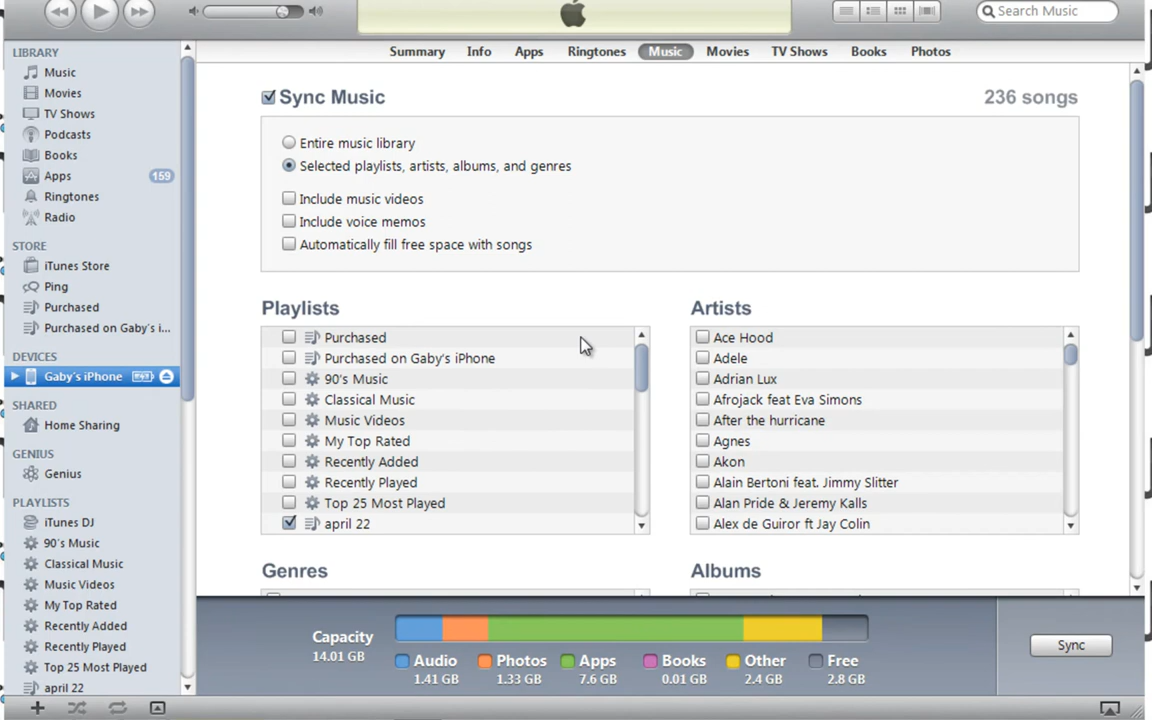 Search Music
LIBRARY
Music
Movies
TV Shows
Podcasts
Books
Apps 159
Ringtones
Radio
STORE
iTunes Store
Ping
Purchased
Purchased on Gaby's i...
DEVICES
Gaby's iPhone
SHARED
Home Sharing
GENIUS
Genius
PLAYLISTS
iTunes DJ
90's Music
Classical Music
Music Videos
My Top Rated
Recently Added
Recently Played
Top 25 Most Played
april 22
Summary Info Apps Ringtones Music Movies TV Shows Books Photos
Sync Music 236 songs
Entire music library
Selected playlists, artists, albums, and genres
Include music videos
Include voice memos
Automatically fill free space with songs
Playlists
Purchased
Purchased on Gaby's iPhone
90's Music
Classical Music
Music Videos
My Top Rated
Recently Added
Recently Played
Top 25 Most Played
april 22
Artists
Ace Hood
Adele
Adrian Lux
Afrojack feat Eva Simons
After the hurricane
Agnes
Akon
Alain Bertoni feat. Jimmy Slitter
Alan Pride & Jeremy Kalls
Alex de Guiror ft Jay Colin
Genres
Albums
Capacity
14.01 GB
Audio
1.41 GB
Photos
1.33 GB
Apps
7.6 GB
Books
0.01 GB
Other
2.4 GB
Free
2.8 GB
Sync